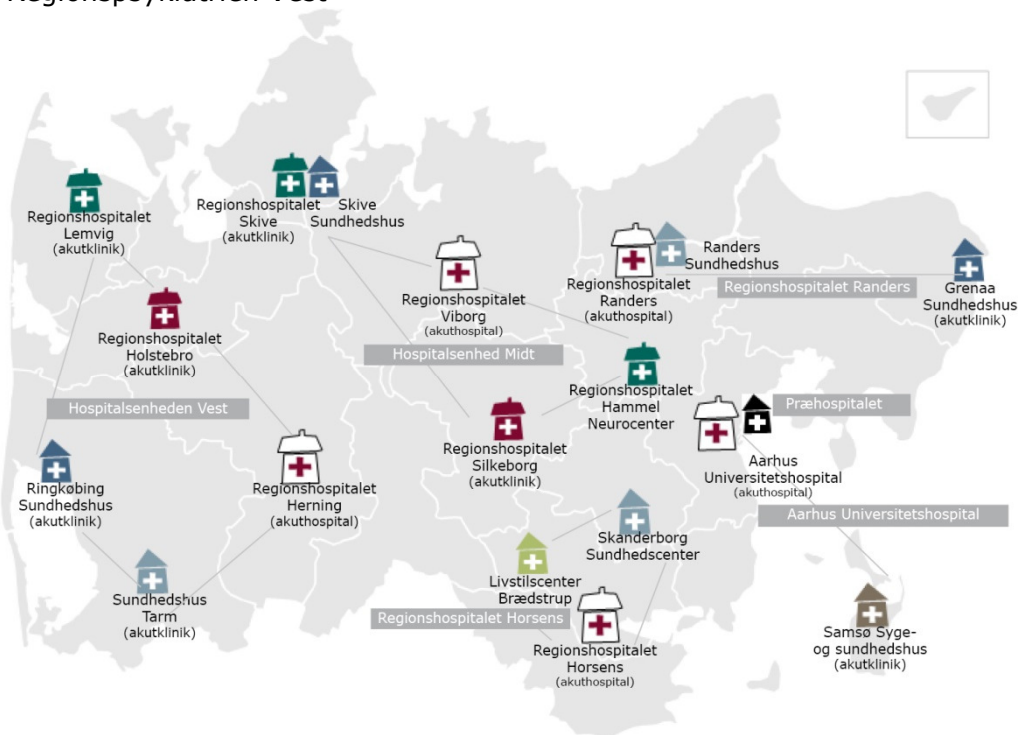 Regionspsykiatrien Vest
Regionshospitalet
Lemvig
(akutklinik)
Regionshospitalet
Skive
(akutklinik)
Skive
Sundhedshus
Regionshospitalet
Viborg
(akuthospital)
Regionshospitalet
Randers
(akuthospital)
Randers
Sundhedshus
Regionshospitalet Randers
Grenaa
Sundhedshus
(akutklinik)
Regionshospitalet
Holstebro
(akutklinik)
Hospitalsenhed Midt
Regionshospitalet
Hammel
Neurocenter
Hospitalsenheden Vest
Præhospitalet
Regionshospitalet
Silkeborg
(akutklinik)
Aarhus
Universitetshospital
(akuthospital)
Aarhus Universitetshospital
Ringkøbing
Sundhedshus
(akutklinik)
Regionshospitalet
Herning
(akuthospital)
Skanderborg
Sundhedscenter
Livstilscenter
Brædstrup
Sundhedshus
Tarm
(akutklinik)
Regionshospitalet Horsens
Regionshospitalet
Horsens
(akuthospital)
Samsø Syge-
og sundhedshus
(akutklinik)